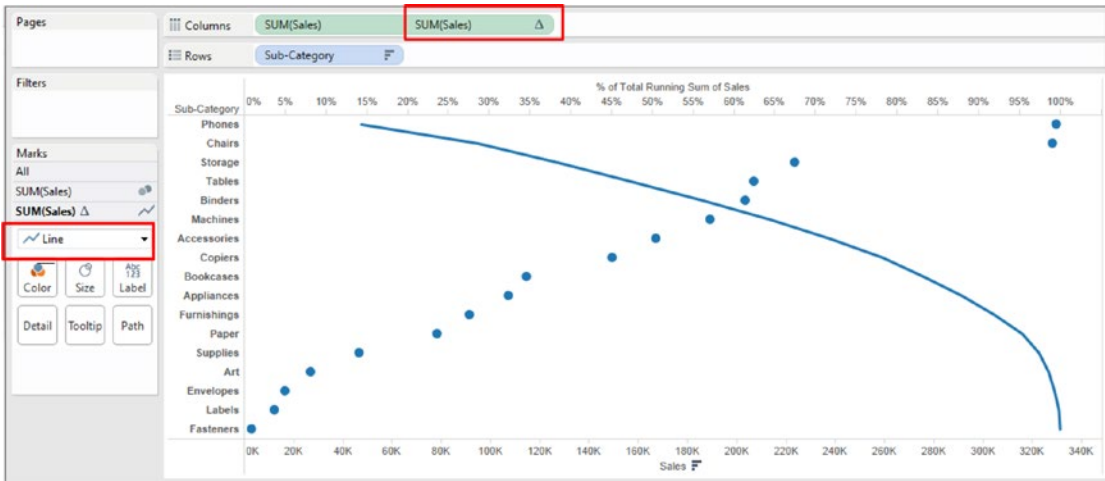 Pages
Columns SUM(Sales) SUM(Sales) Δ
Rows Sub-Category
Filters
Marks
All
SUM(Sales)
SUM(Sales) Δ
Line
Color Size Abc 123 Label
Detail Tooltip Path
% of Total Running Sum of Sales
Sub-Category 0% 5% 10% 15% 20% 25% 30% 35% 40% 45% 50% 55% 60% 65% 70% 75% 80% 85% 90% 95% 100%
Phones
Chairs
Storage
Tables
Binders
Machines
Accessories
Copiers
Bookcases
Appliances
Furnishings
Paper
Supplies
Art
Envelopes
Labels
Fasteners
0K 20K 40K 60K 80K 100K 120K 140K 160K 180K 200K 220K 240K 260K 280K 300K 320K 340K
Sales